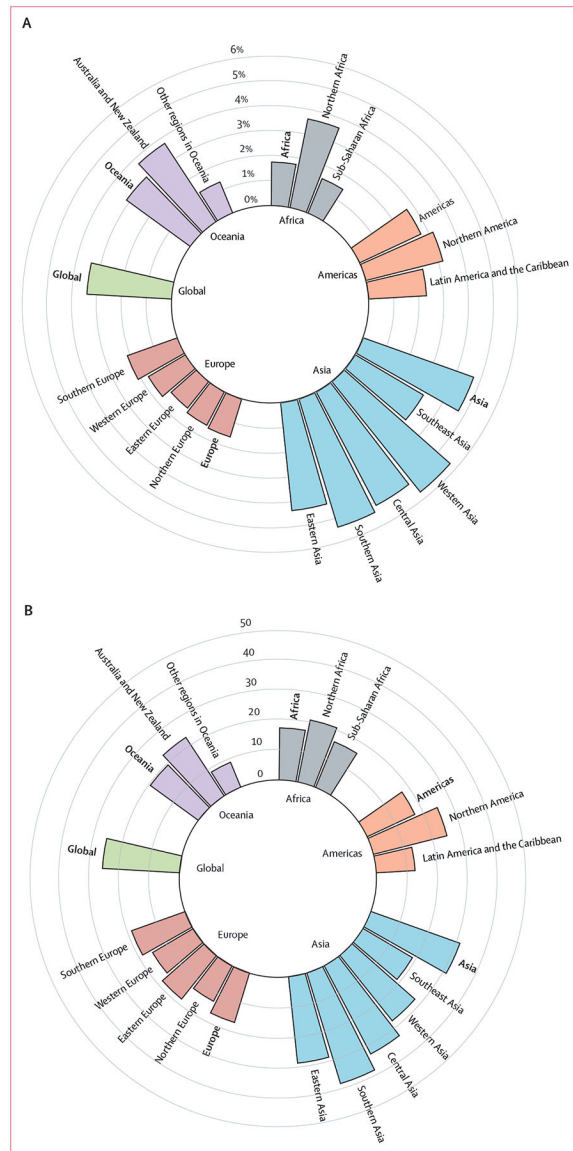 A
6%
5%
4%
3%
2%
1%
0%
Africa
Northern Africa
Sub-Saharan Africa
Africa
Americas
Northern America
Latin America and the Caribbean
Americas
Asia
Southeast Asia
Western Asia
Central Asia
Southern Asia
Eastern Asia
Asia
Europe
Northern Europe
Eastern Europe
Western Europe
Southern Europe
Europe
Global
Global
Oceania
Australia and New Zealand
Other regions in Oceania
Oceania
B
50
40
30
20
10
0
Africa
Northern Africa
Sub-Saharan Africa
Africa
Americas
Northern America
Latin America and the Caribbean
Americas
Asia
Southeast Asia
Western Asia
Central Asia
Southern Asia
Eastern Asia
Asia
Europe
Northern Europe
Eastern Europe
Western Europe
Southern Europe
Europe
Global
Global
Oceania
Australia and New Zealand
Other regions in Oceania
Oceania